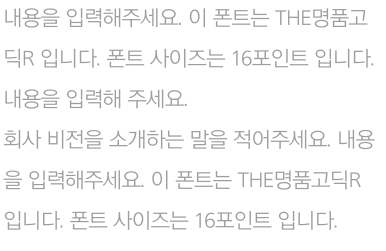 내용을 입력해주세요. 이 폰트는 THE명품고
딕R 입니다. 폰트 사이즈는 16포인트 입니다.
내용을 입력해 주세요.
회사 비전을 소개하는 말을 적어주세요. 내용
을 입력해주세요. 이 폰트는 THE명품고딕R
입니다. 폰트 사이즈는 16포인트 입니다.